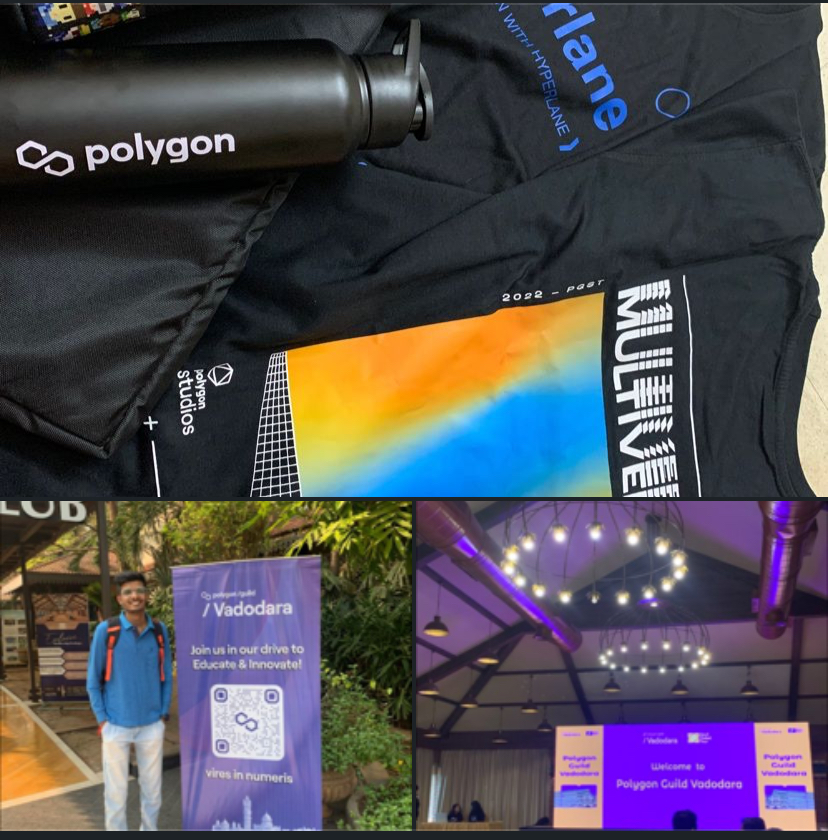 polygon
rlane
N WITH HYPERLANE
2022 – PGST
MULTIVE
polygon
studios
LUB
polygon /guild
/ Vadodara
Join us in our drive to
Educate & Innovate!
vires in numeris
/ Vadodara
Welcome to
Polygon Guild Vadodara
Polygon
Guild
Vadodara
Polygon
Guild
Vadodara